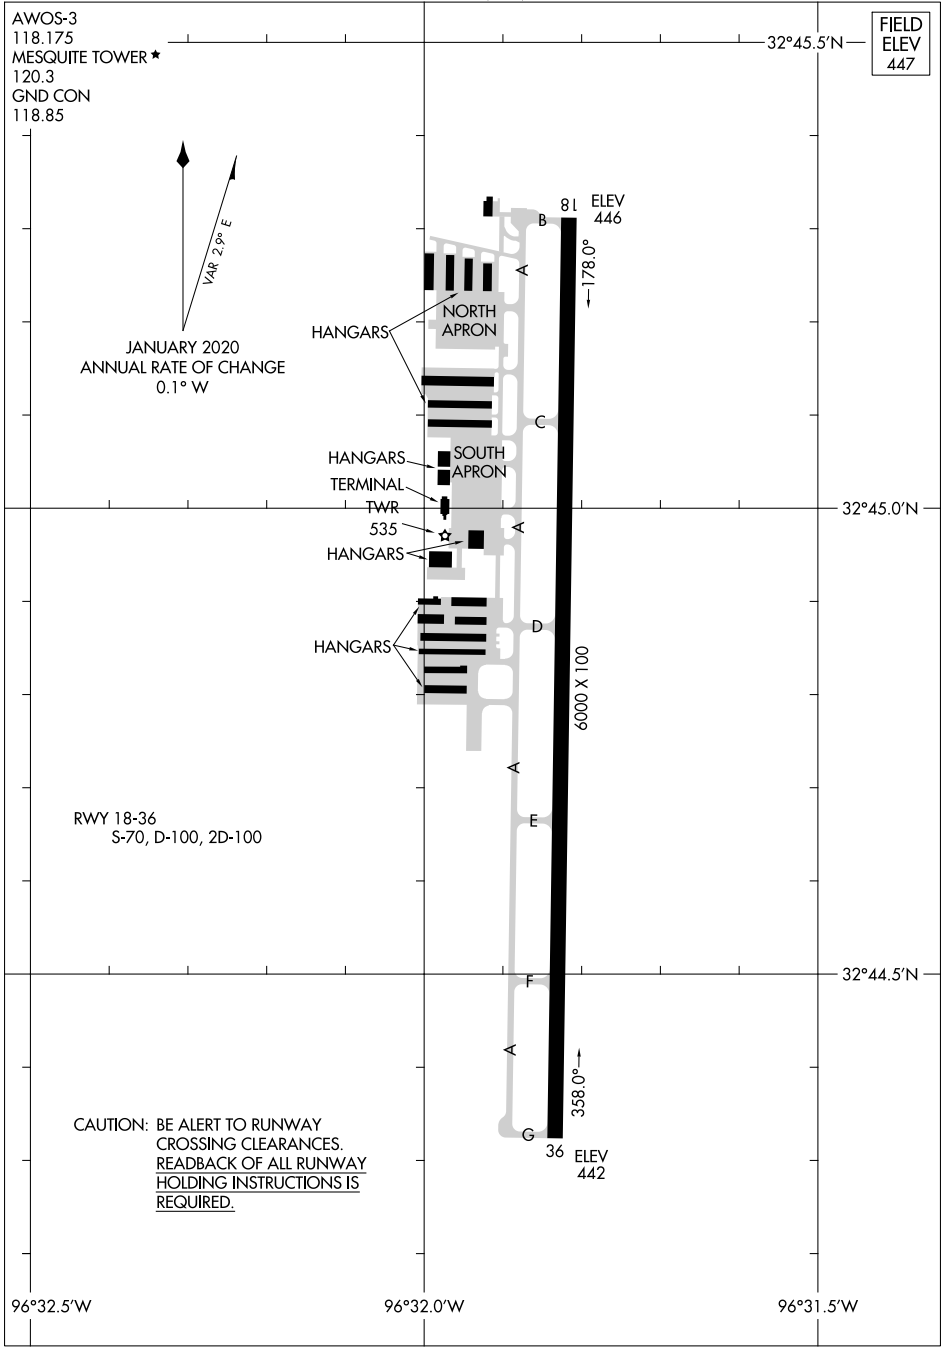 AWOS-3
118.175
MESQUITE TOWER ★
120.3
GND CON
118.85
32°45.5'N
FIELD
ELEV
447
VAR 2.9° E
JANUARY 2020
ANNUAL RATE OF CHANGE
0.1° W
18
ELEV
446
B
A
178.0°
HANGARS
NORTH
APRON
C
HANGARS
SOUTH
APRON
TERMINAL
TWR
535
32°45.0'N
A
HANGARS
D
HANGARS
6000 X 100
A
RWY 18-36
S-70, D-100, 2D-100
E
32°44.5'N
F
A
358.0°
CAUTION: BE ALERT TO RUNWAY
CROSSING CLEARANCES.
READBACK OF ALL RUNWAY
HOLDING INSTRUCTIONS IS
REQUIRED.
G
36
ELEV
442
96°32.5'W
96°32.0'W
96°31.5'W